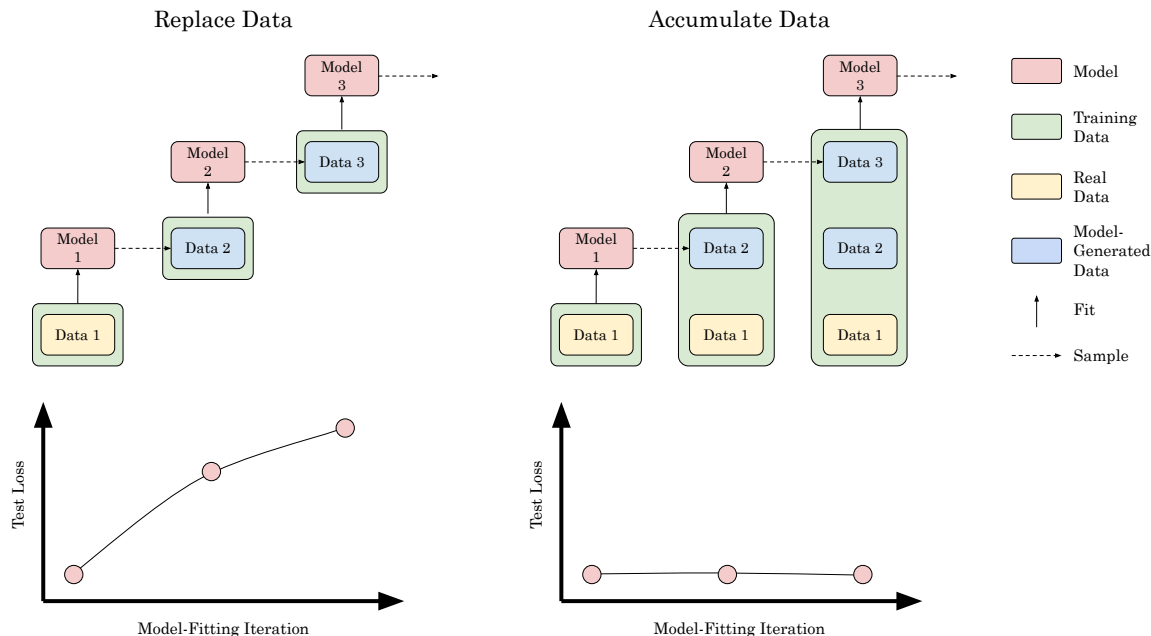 Replace Data
Model
3
Model
2
Data 3
Model
1
Data 2
Data 1
Test Loss
Model-Fitting Iteration
Accumulate Data
Model
3
Model
2
Data 3
Model
1
Data 2
Data 2
Data 1
Data 1
Data 1
Test Loss
Model-Fitting Iteration
Model
Training
Data
Real
Data
Model-
Generated
Data
Fit
Sample